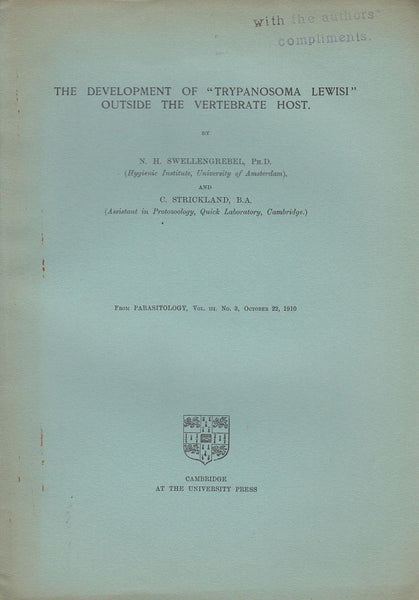 with the authors'
compliments.
THE DEVELOPMENT OF "TRYPANOSOMA LEWISI"
OUTSIDE THE VERTEBRATE HOST.
BY
N. H. SWELLENGREBEL, PH.D.
(Hygienic Institute, University of Amsterdam),
AND
C. STRICKLAND, B.A.
(Assistant in Protozoology, Quick Laboratory, Cambridge.)
FROM PARASITOLOGY, VOL. III. No. 3, OCTOBER 22, 1910
CAMBRIDGE
AT THE UNIVERSITY PRESS